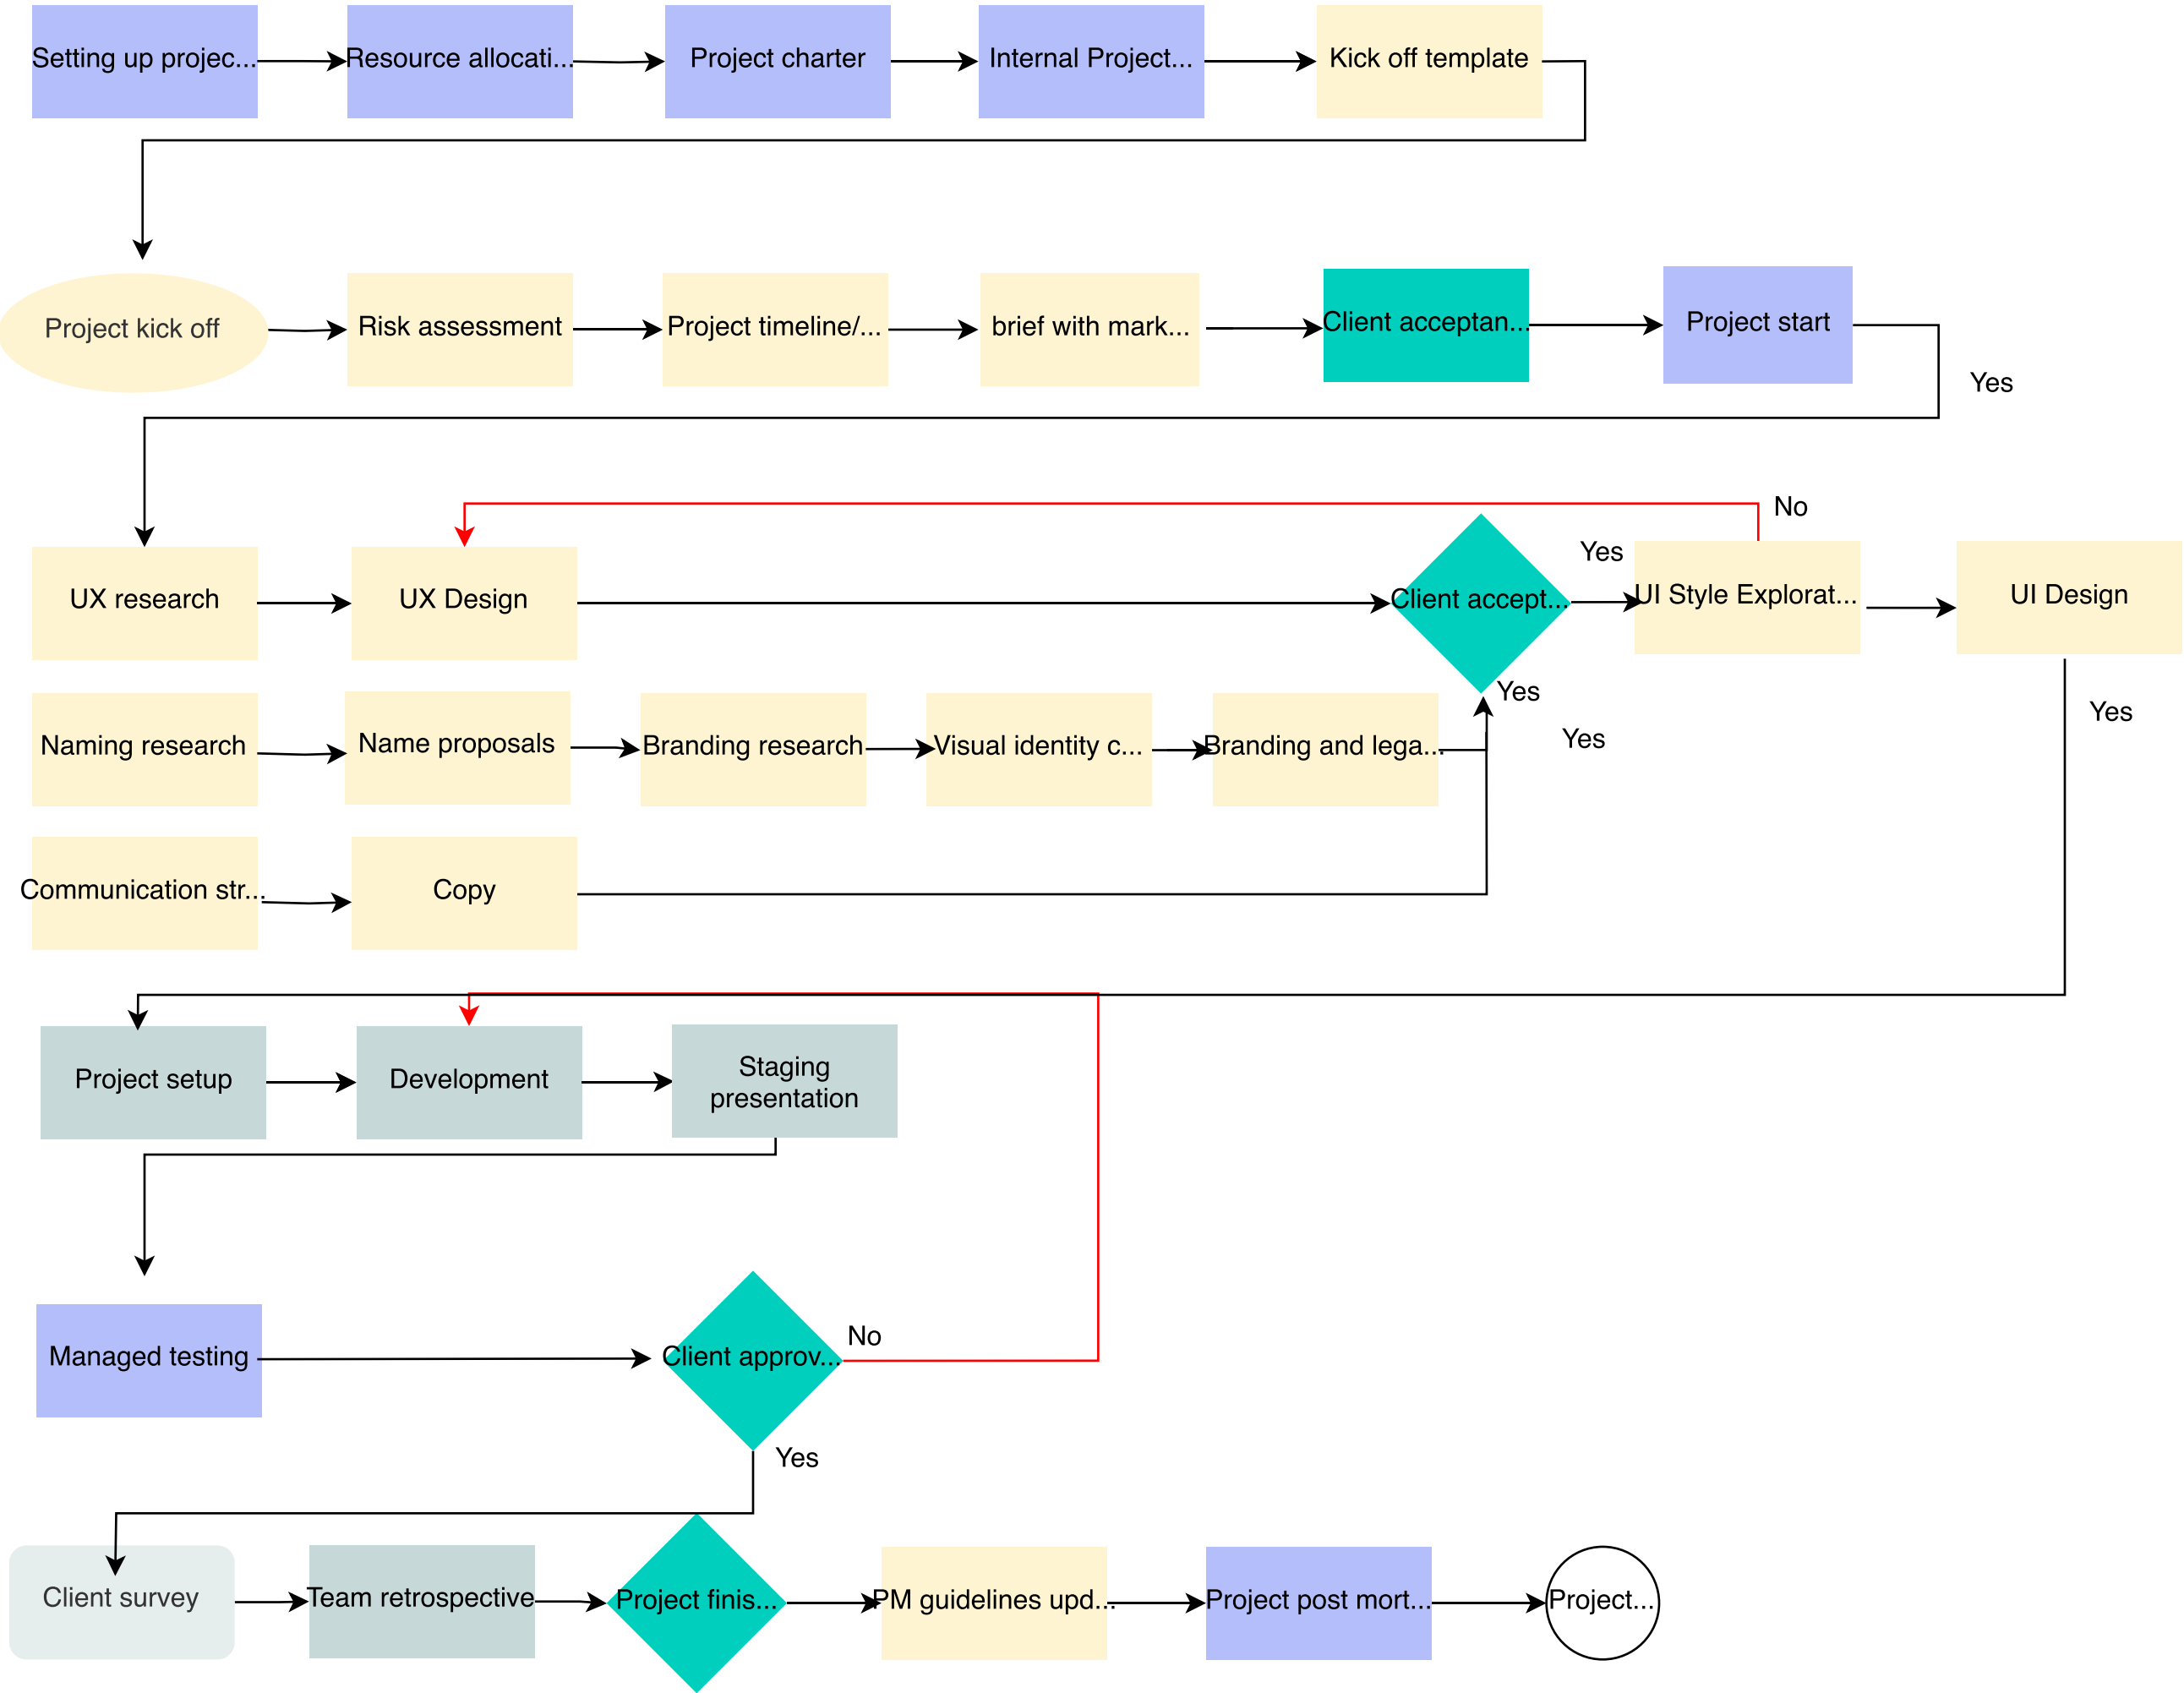 Setting up projec...
Resource allocati...
Project charter
Internal Project...
Kick off template
Project kick off
Risk assessment
Project timeline/...
brief with mark...
Client acceptan...
Project start
Yes
No
Yes
UX research
UX Design
Client accept...
UI Style Explorat...
UI Design
Yes
Yes
Yes
Naming research
Name proposals
Branding research
Visual identity c...
Branding and lega...
Communication str...
Copy
Project setup
Development
Staging
presentation
No
Managed testing
Client approv...
Yes
Client survey
Team retrospective
Project finis...
PM guidelines upd...
Project post mort...
Project...